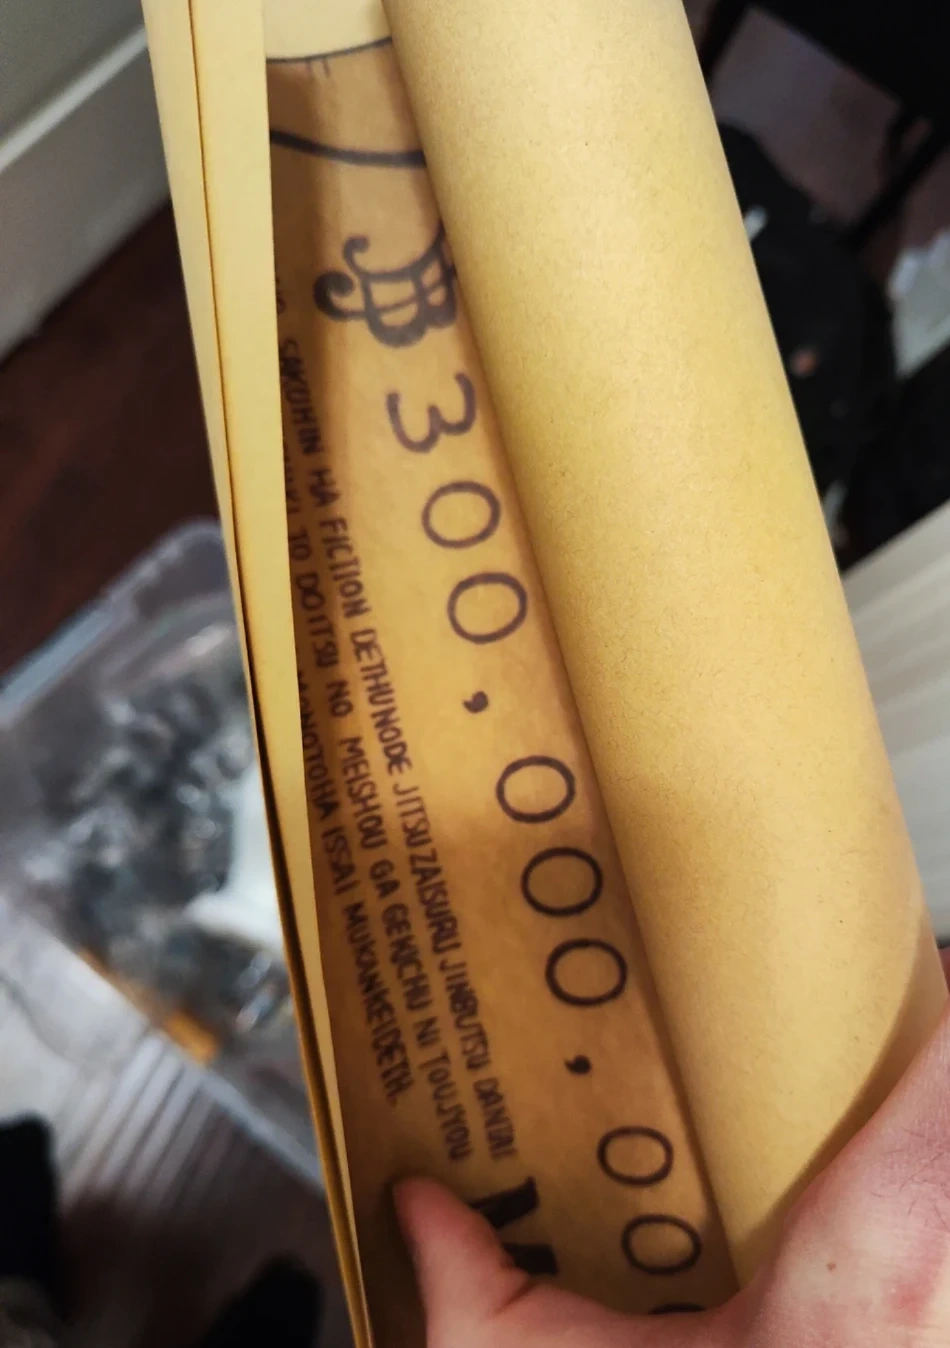 ฿300,000,000
SAKUHIN HA FICTION DETHUNODE JITSUZAISURU JINBUTSU DANTAI
TO DOITSU NO MEISHOU GA GEKICHU NI TOUJYOU
MONOTOHA ISSAI MUKANKEIDETH.
M